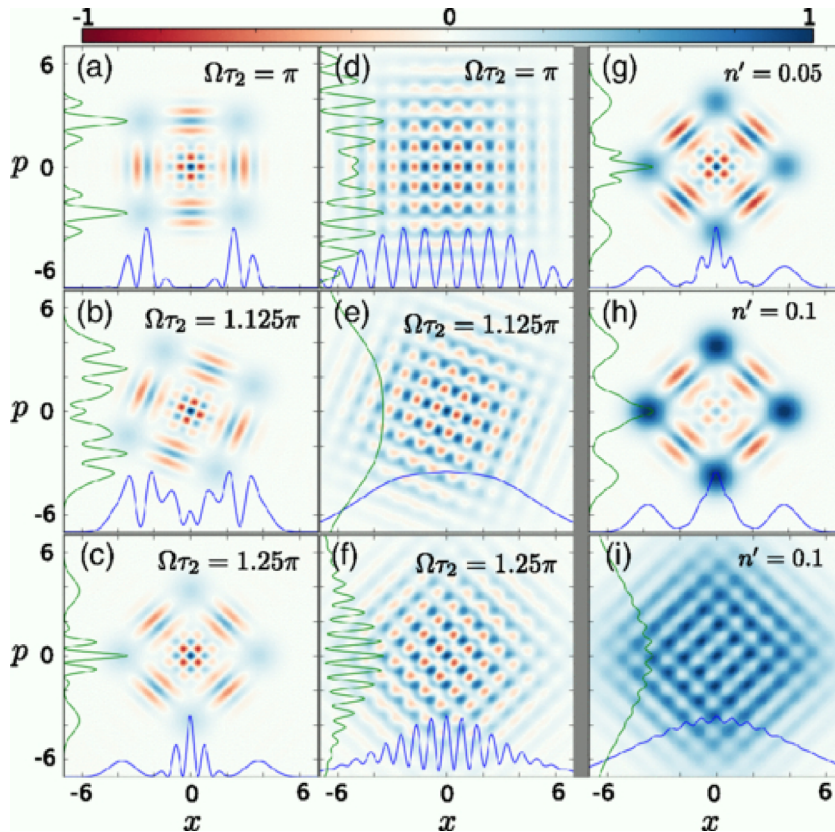 -1 0 1
(a) Ωτ₂ = π
(d) Ωτ₂ = π
(g) n' = 0.05
6
p 0
-6
(b) Ωτ₂ = 1.125π
(e) Ωτ₂ = 1.125π
(h) n' = 0.1
6
p 0
-6
(c) Ωτ₂ = 1.25π
(f) Ωτ₂ = 1.25π
(i) n' = 0.1
6
p 0
-6
-6 0 6 -6 0 6 -6 0 6
x x x